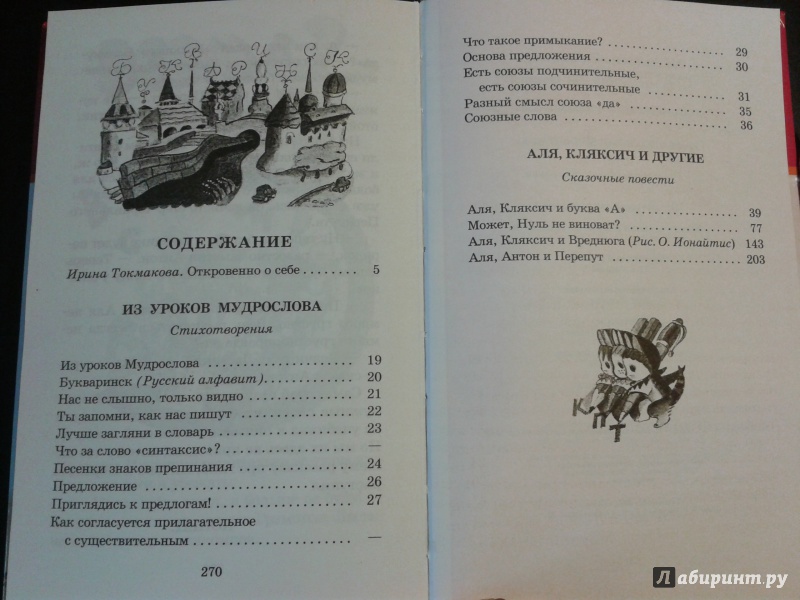 Б У К В А Р И Н С К
СОДЕРЖАНИЕ
Ирина Токмакова. Откровенно о себе ........ 5
ИЗ УРОКОВ МУДРОСЛОВА
Стихотворения
Из уроков Мудрослова ........ 19
Букваринск (Русский алфавит) ........ 20
Нас не слышно, только видно ........ 21
Ты запомни, как нас пишут ........ 22
Лучше загляни в словарь ........ 23
Что за слово «синтаксис»? ........ —
Песенки знаков препинания ........ 24
Предложение ........ 26
Приглядись к предлогам! ........ 27
Как согласуется прилагательное
с существительным ........ —
270
Что такое примыкание? ........ 29
Основа предложения ........ 30
Есть союзы подчинительные,
есть союзы сочинительные ........ 31
Разный смысл союза «да» ........ 35
Союзные слова ........ 36
АЛЯ, КЛЯКСИЧ И ДРУГИЕ
Сказочные повести
Аля, Кляксич и буква «А» ........ 39
Может, Нуль не виноват? ........ 77
Аля, Кляксич и Вреднюга (Рис. О. Ионайтис) 143
Аля, Антон и Перепут ........ 203
К П Т
Лабиринт.ру